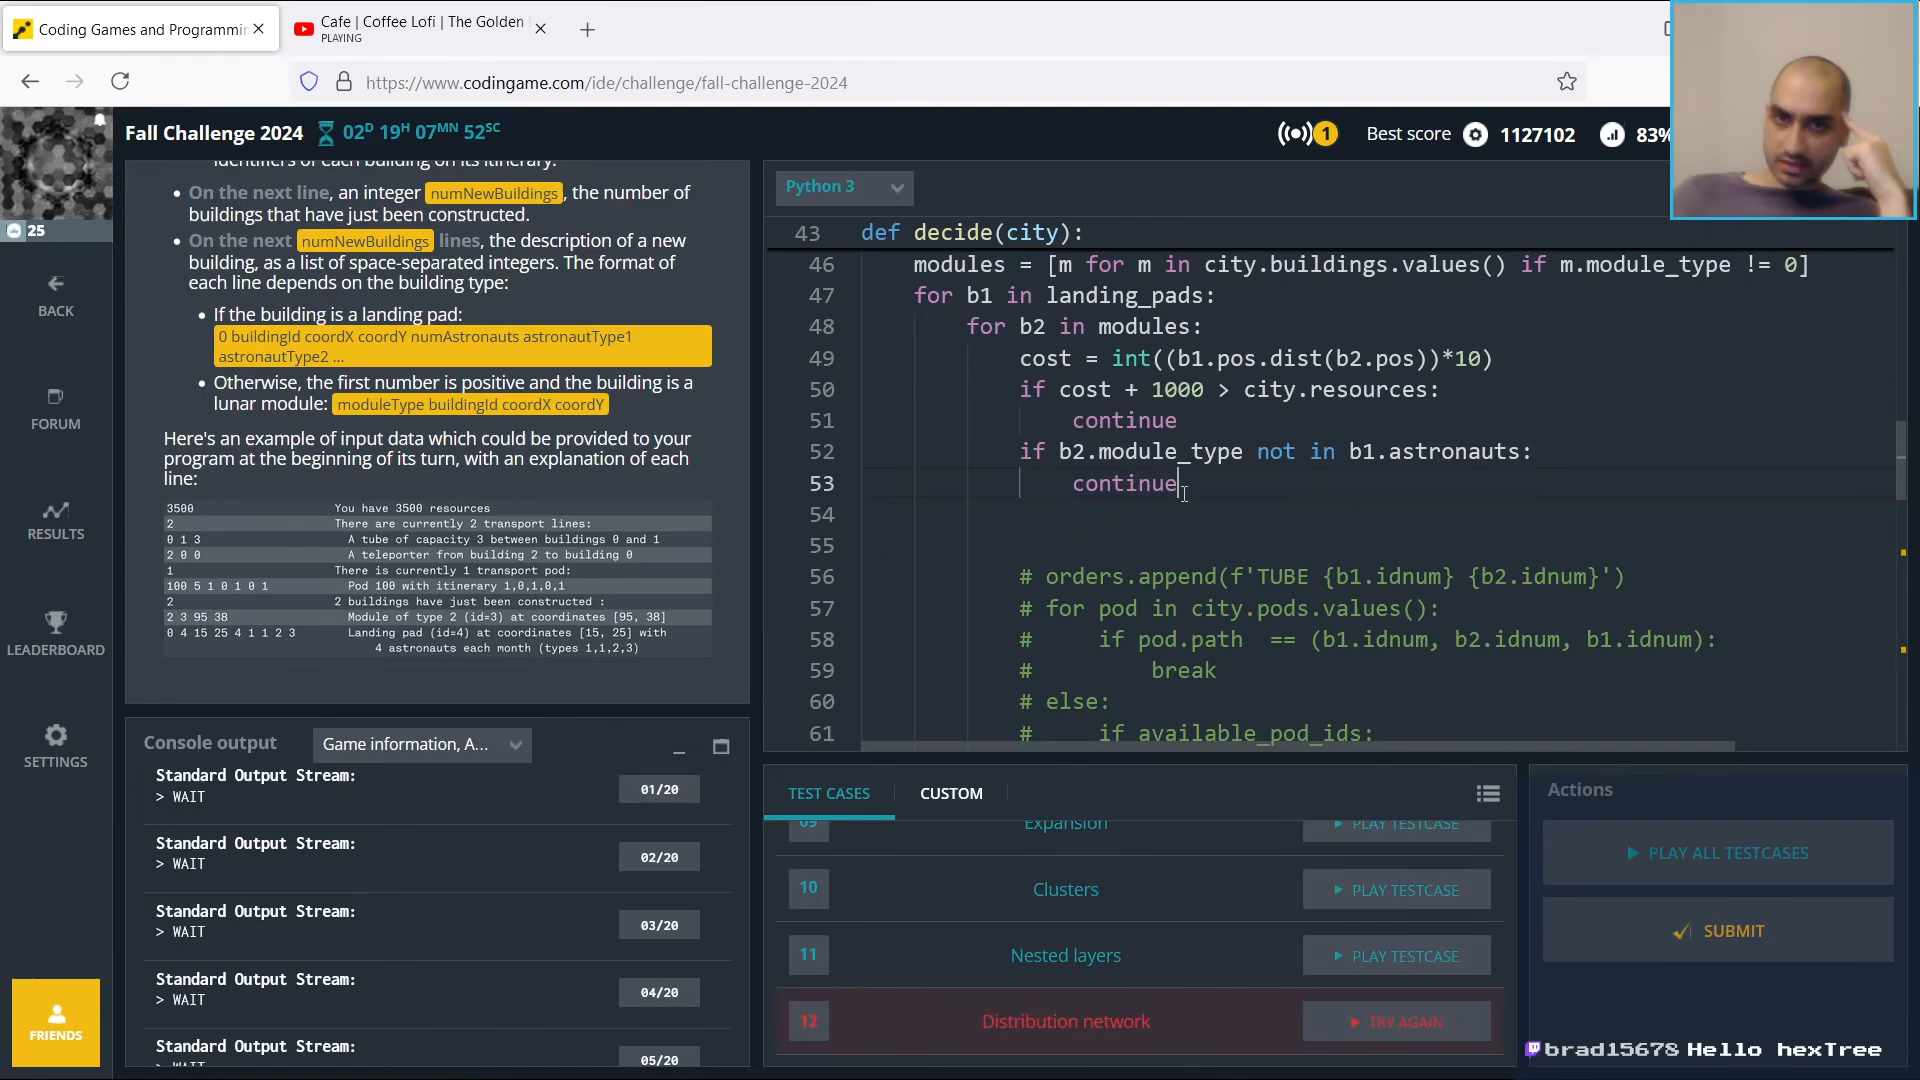 Coding Games and Programmin
Cafe | Coffee Lofi | The Golden
PLAYING
https://www.codingame.com/ide/challenge/fall-challenge-2024
Fall Challenge 2024
02D 19H 07MN 52SC
1
Best score
1127102
83%
25
BACK
FORUM
RESULTS
LEADERBOARD
SETTINGS
FRIENDS
identifiers of each building on its itinerary.
On the next line, an integer numNewBuildings, the number of
buildings that have just been constructed.
On the next numNewBuildings lines, the description of a new
building, as a list of space-separated integers. The format of
each line depends on the building type:
If the building is a landing pad:
0 buildingId coordX coordY numAstronauts astronautType1
astronautType2 ...
Otherwise, the first number is positive and the building is a
lunar module: moduleType buildingId coordX coordY
Here's an example of input data which could be provided to your
program at the beginning of its turn, with an explanation of each
line:
3500 You have 3500 resources
2 There are currently 2 transport lines:
0 1 3 A tube of capacity 3 between buildings 0 and 1
2 0 0 A teleporter from building 2 to building 0
1 There is currently 1 transport pod:
100 5 1 0 1 0 1 Pod 100 with itinerary 1,0,1,0,1
2 2 buildings have just been constructed :
2 3 95 38 Module of type 2 (id=3) at coordinates [95, 38]
0 4 15 25 4 1 1 2 3 Landing pad (id=4) at coordinates [15, 25] with
4 astronauts each month (types 1,1,2,3)
Console output
Game information, A...
Standard Output Stream:
> WAIT
01/20
Standard Output Stream:
> WAIT
02/20
Standard Output Stream:
> WAIT
03/20
Standard Output Stream:
> WAIT
04/20
Standard Output Stream:
> WAIT
05/20
Python 3
43 def decide(city):
46 modules = [m for m in city.buildings.values() if m.module_type != 0]
47 for b1 in landing_pads:
48 for b2 in modules:
49 cost = int((b1.pos.dist(b2.pos))*10)
50 if cost + 1000 > city.resources:
51 continue
52 if b2.module_type not in b1.astronauts:
53 continue
54
55
56 # orders.append(f'TUBE {b1.idnum} {b2.idnum}')
57 # for pod in city.pods.values():
58 # if pod.path  == (b1.idnum, b2.idnum, b1.idnum):
59 # break
60 # else:
61 # if available_pod_ids:
TEST CASES
CUSTOM
09 Expansion PLAY TESTCASE
10 Clusters PLAY TESTCASE
11 Nested layers PLAY TESTCASE
12 Distribution network TRY AGAIN
Actions
PLAY ALL TESTCASES
SUBMIT
brad15678 Hello hexTree